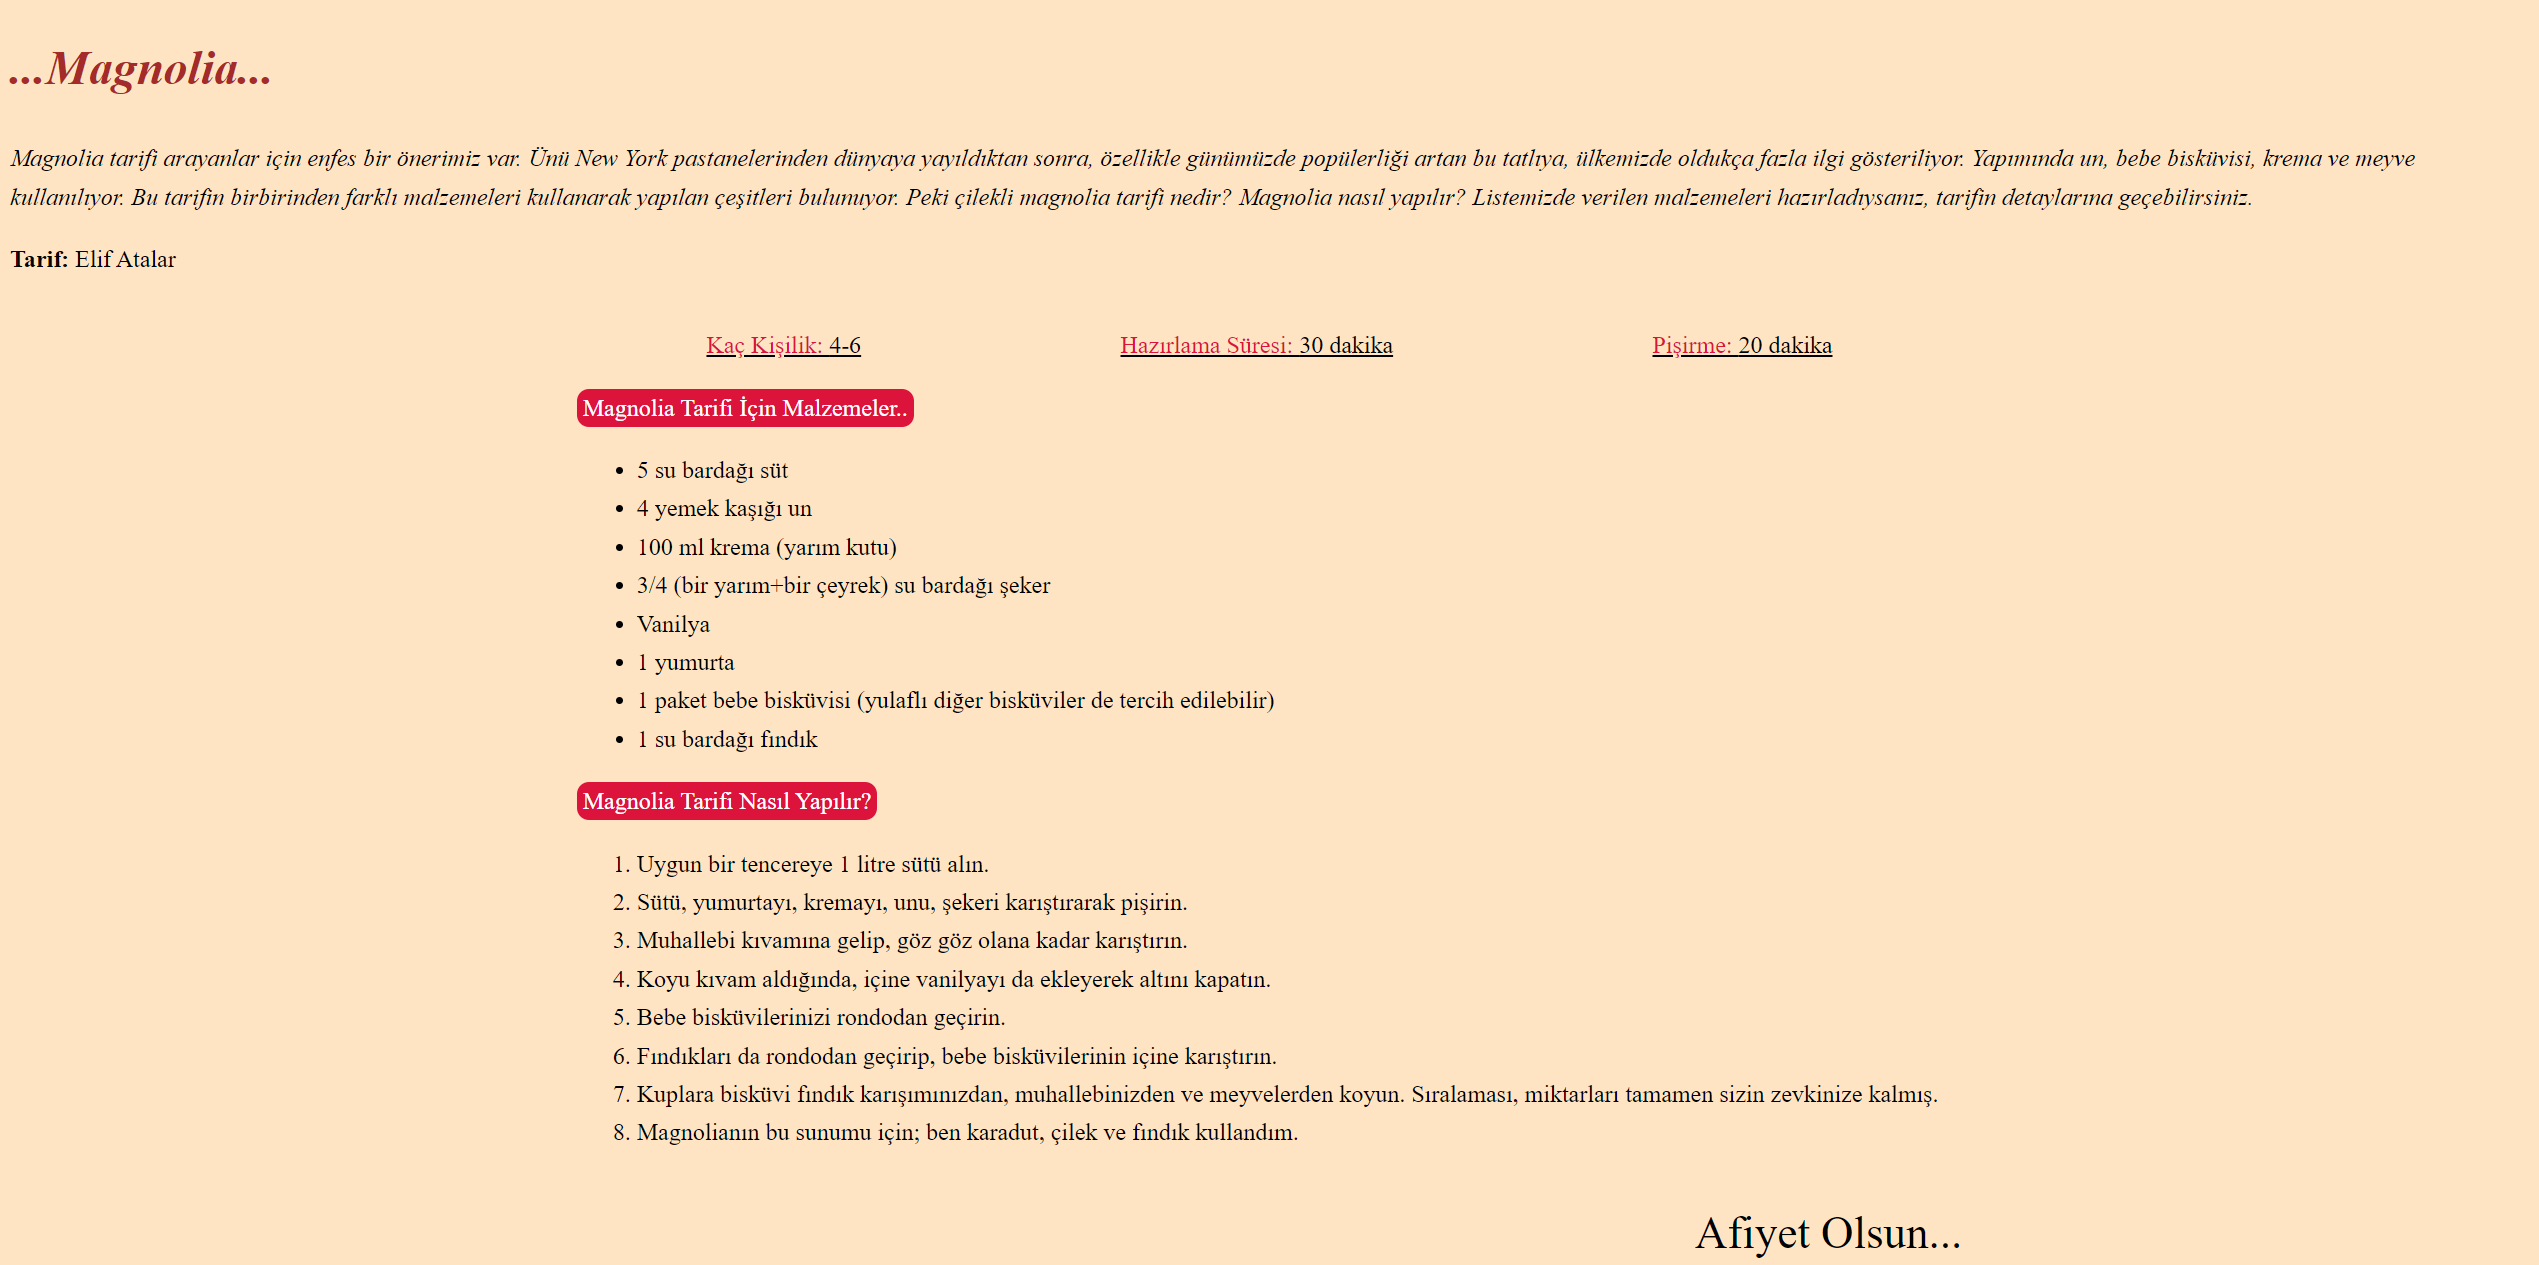 ...Magnolia...
Magnolia tarifi arayanlar için enfes bir önerimiz var. Ünü New York pastanelerinden dünyaya yayıldıktan sonra, özellikle günümüzde popülerliği artan bu tatlıya, ülkemizde oldukça fazla ilgi gösteriliyor. Yapımında un, bebe bisküvisi, krema ve meyve
kullanılıyor. Bu tarifin birbirinden farklı malzemeleri kullanarak yapılan çeşitleri bulunuyor. Peki çilekli magnolia tarifi nedir? Magnolia nasıl yapılır? Listemizde verilen malzemeleri hazırladıysanız, tarifin detaylarına geçebilirsiniz.
Tarif: Elif Atalar
Kaç Kişilik: 4-6 Hazırlama Süresi: 30 dakika Pişirme: 20 dakika
Magnolia Tarifi İçin Malzemeler..
• 5 su bardağı süt
• 4 yemek kaşığı un
• 100 ml krema (yarım kutu)
• 3/4 (bir yarım+bir çeyrek) su bardağı şeker
• Vanilya
• 1 yumurta
• 1 paket bebe bisküvisi (yulaflı diğer bisküviler de tercih edilebilir)
• 1 su bardağı fındık
Magnolia Tarifi Nasıl Yapılır?
1. Uygun bir tencereye 1 litre sütü alın.
2. Sütü, yumurtayı, kremayı, unu, şekeri karıştırarak pişirin.
3. Muhallebi kıvamına gelip, göz göz olana kadar karıştırın.
4. Koyu kıvam aldığında, içine vanilyayı da ekleyerek altını kapatın.
5. Bebe bisküvilerinizi rondodan geçirin.
6. Fındıkları da rondodan geçirip, bebe bisküvilerinin içine karıştırın.
7. Kuplara bisküvi fındık karışımınızdan, muhallebinizden ve meyvelerden koyun. Sıralaması, miktarları tamamen sizin zevkinize kalmış.
8. Magnolianın bu sunumu için; ben karadut, çilek ve fındık kullandım.
Afiyet Olsun...